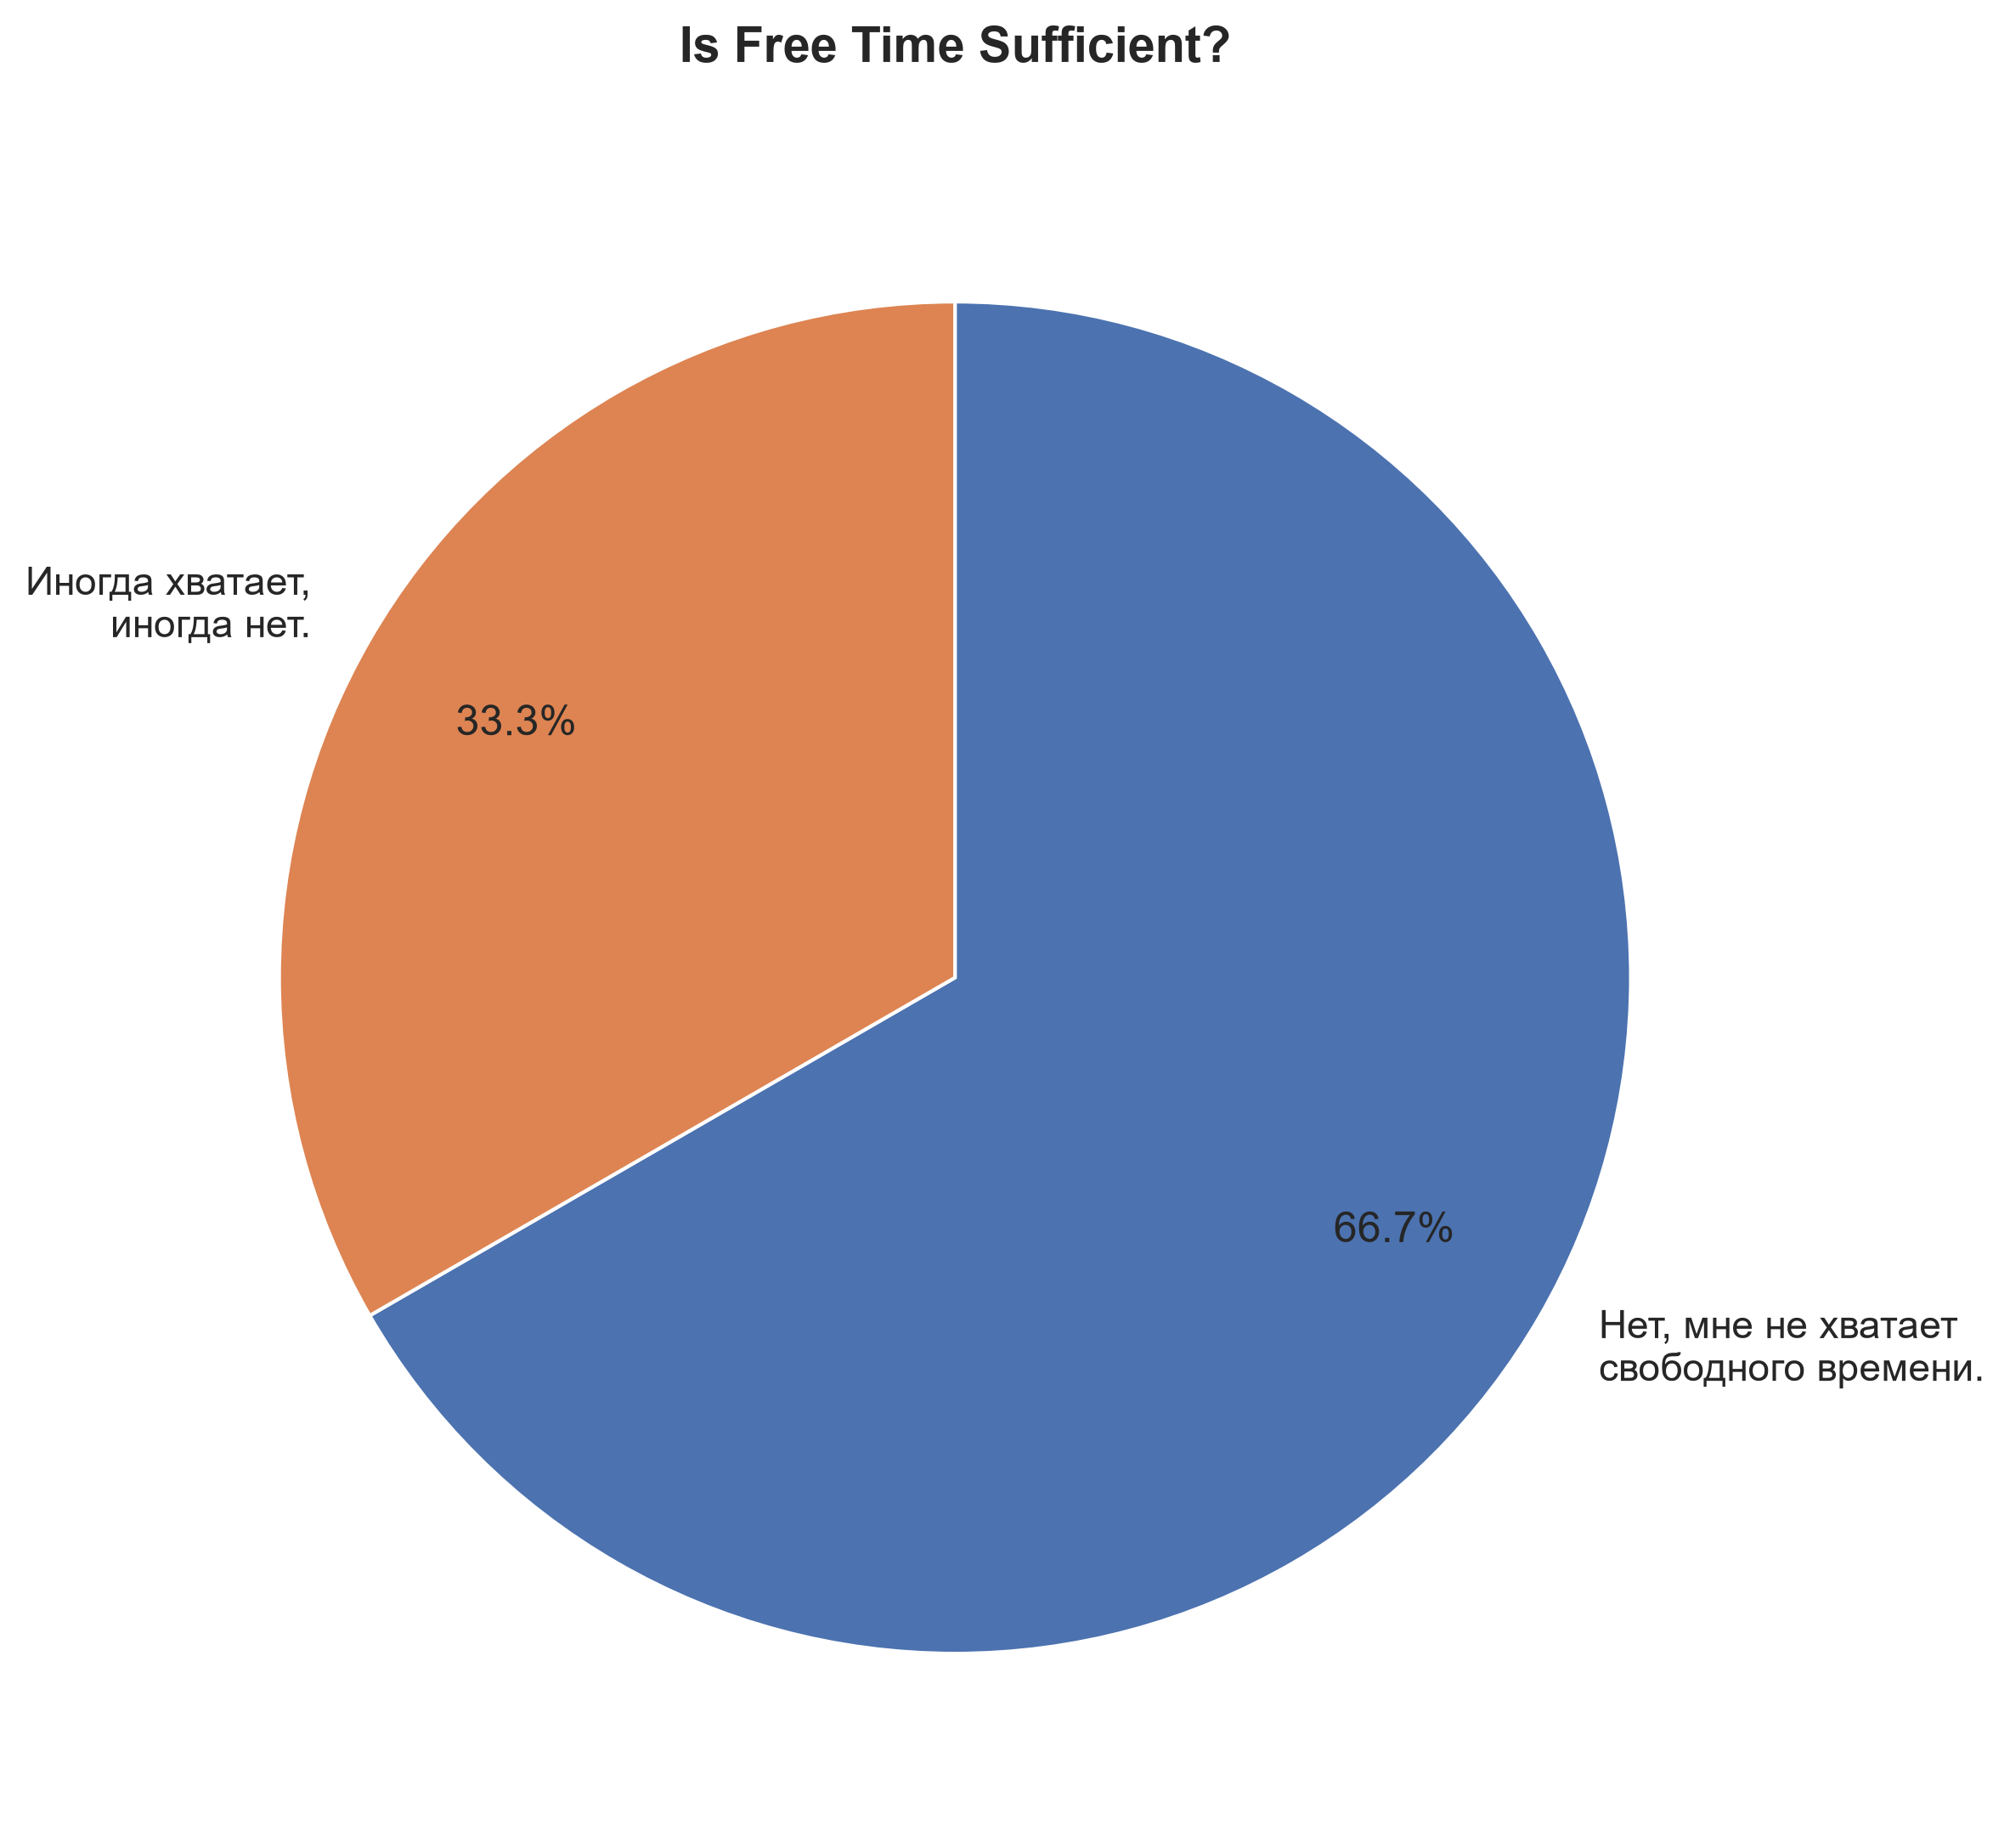 Is Free Time Sufficient?
Иногда хватает,
иногда нет.
33.3%
66.7%
Нет, мне не хватает
свободного времени.